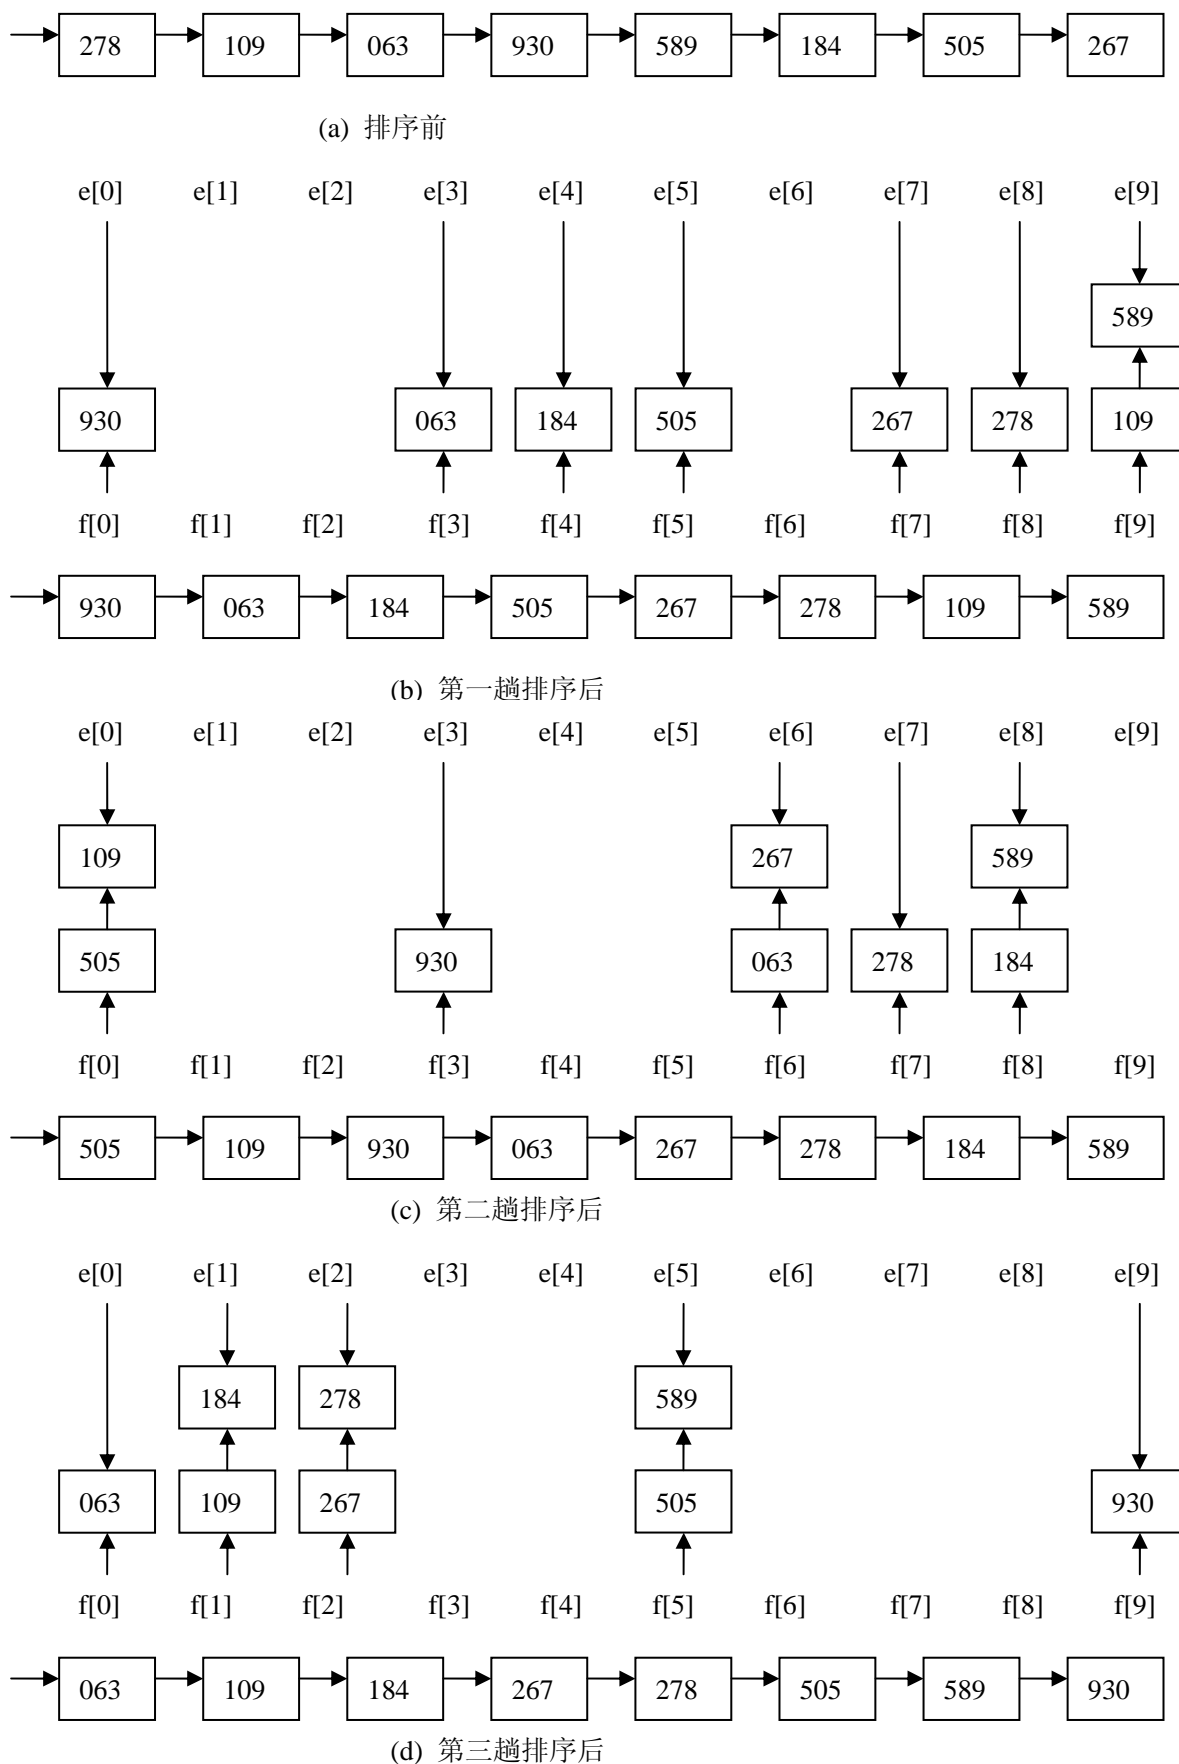 278 109 063 930 589 184 505 267
(a) 排序前
e[0] e[1] e[2] e[3] e[4] e[5] e[6] e[7] e[8] e[9]
589
930 063 184 505 267 278 109
f[0] f[1] f[2] f[3] f[4] f[5] f[6] f[7] f[8] f[9]
930 063 184 505 267 278 109 589
(b) 第一趟排序后
e[0] e[1] e[2] e[3] e[4] e[5] e[6] e[7] e[8] e[9]
109 267 589
505 930 063 278 184
f[0] f[1] f[2] f[3] f[4] f[5] f[6] f[7] f[8] f[9]
505 109 930 063 267 278 184 589
(c) 第二趟排序后
e[0] e[1] e[2] e[3] e[4] e[5] e[6] e[7] e[8] e[9]
184 278 589
063 109 267 505 930
f[0] f[1] f[2] f[3] f[4] f[5] f[6] f[7] f[8] f[9]
063 109 184 267 278 505 589 930
(d) 第三趟排序后